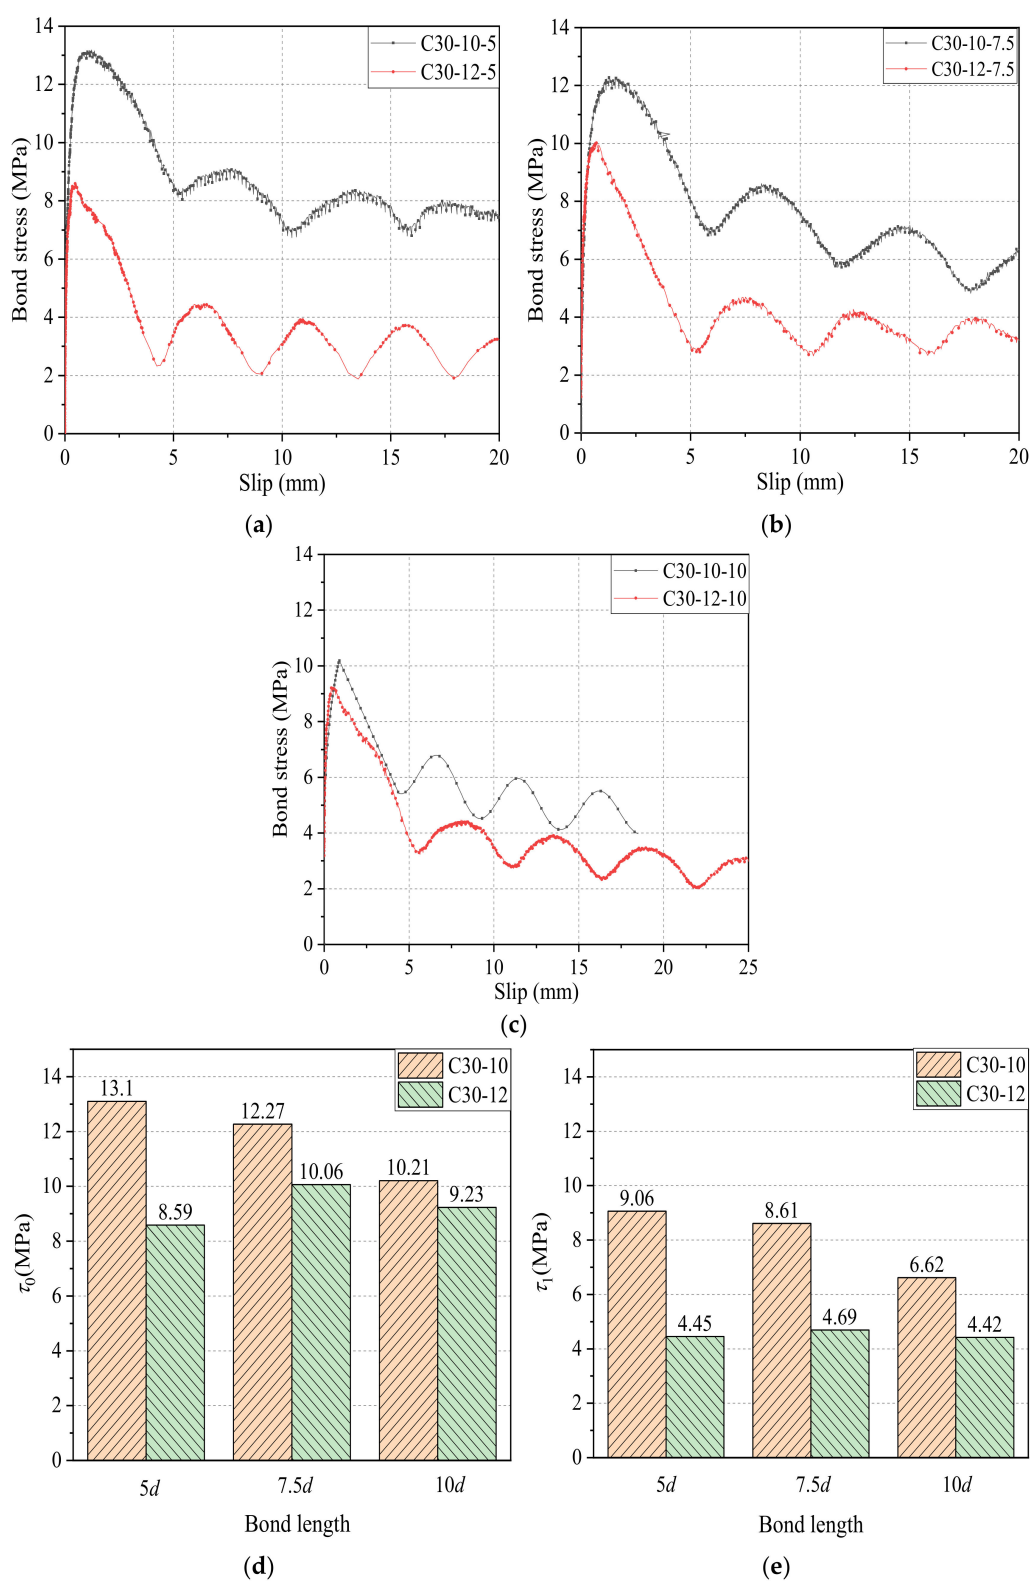 14
12
10
8
6
4
2
0
Bond stress (MPa)
C30-10-5
C30-12-5
0 5 10 15 20
Slip (mm)
(a)
14
12
10
8
6
4
2
0
Bond stress (MPa)
C30-10-7.5
C30-12-7.5
0 5 10 15 20
Slip (mm)
(b)
14
12
10
8
6
4
2
0
Bond stress (MPa)
C30-10-10
C30-12-10
0 5 10 15 20 25
Slip (mm)
(c)
14
12
10
8
6
4
2
0
τ0(MPa)
C30-10
C30-12
13.1
8.59
12.27
10.06
10.21
9.23
5d 7.5d 10d
Bond length
(d)
14
12
10
8
6
4
2
0
τ1(MPa)
C30-10
C30-12
9.06
4.45
8.61
4.69
6.62
4.42
5d 7.5d 10d
Bond length
(e)